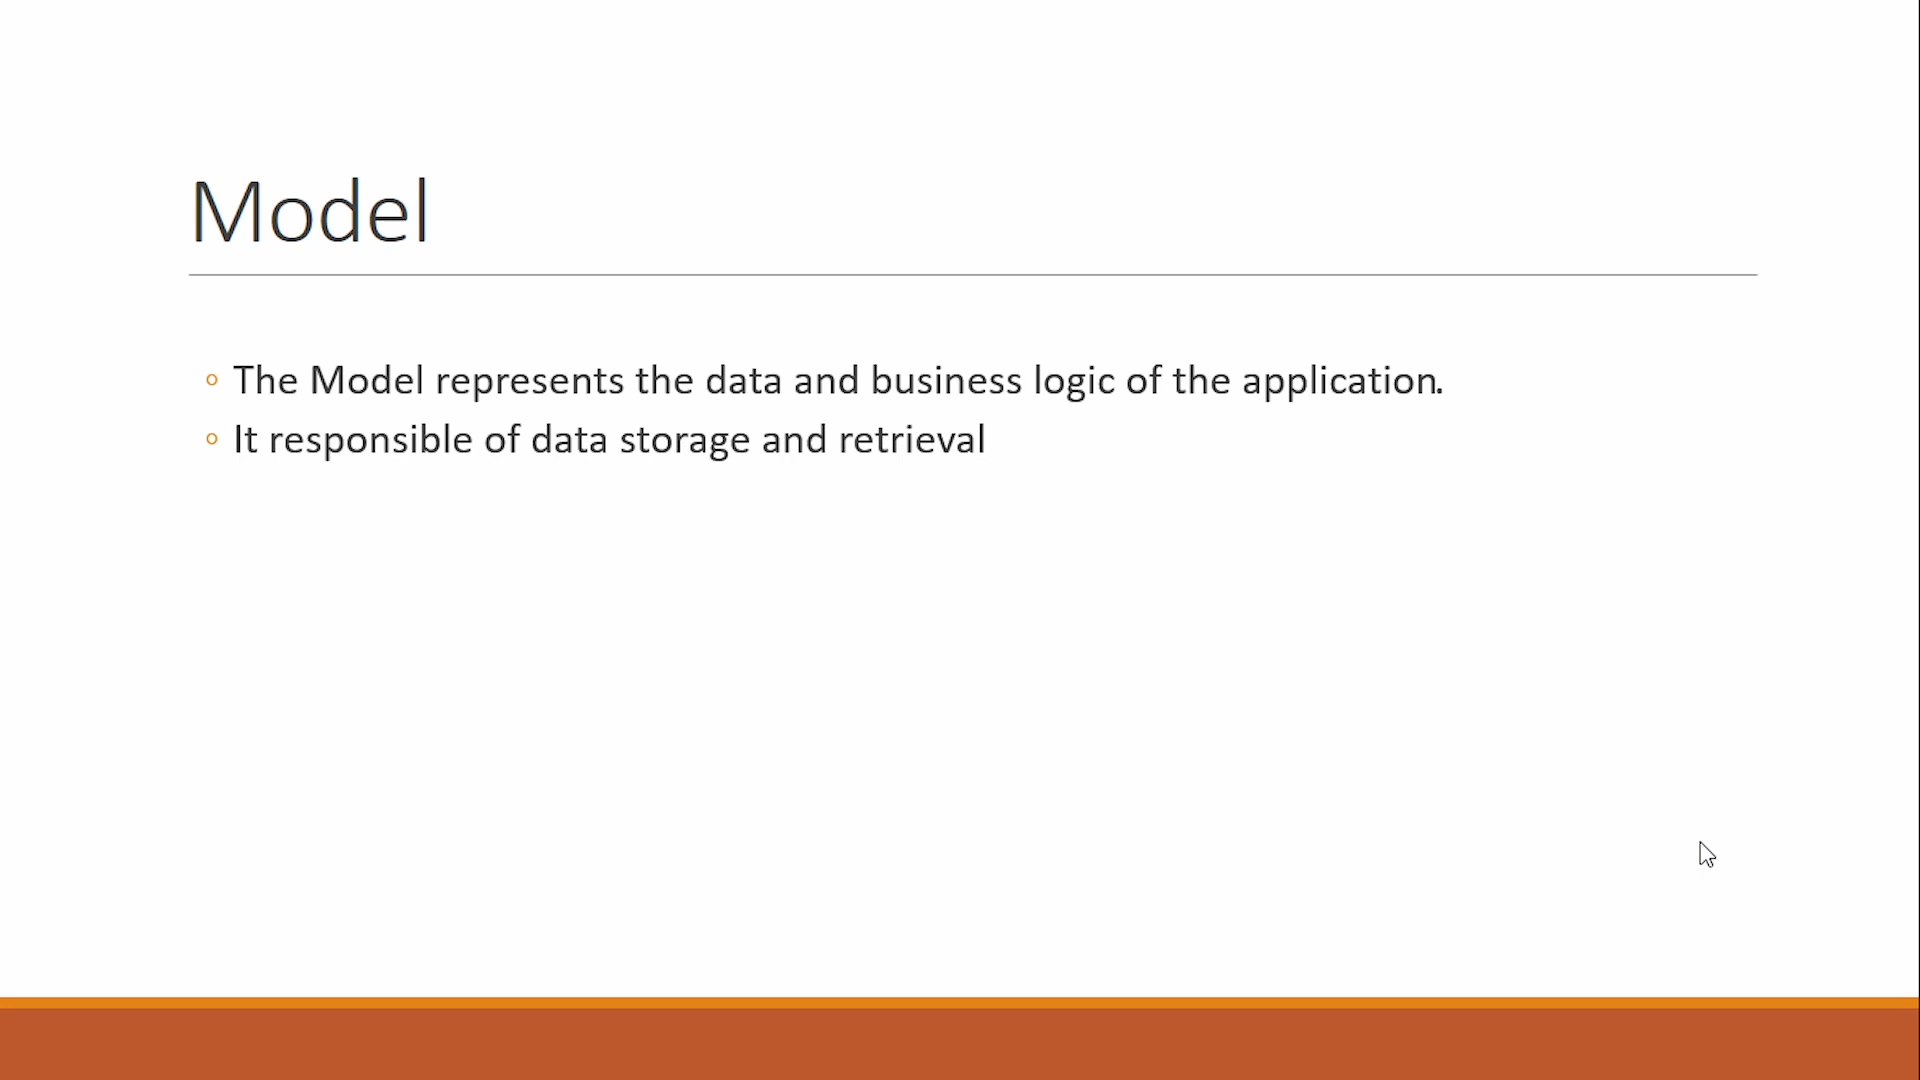 Model
The Model represents the data and business logic of the application.
It responsible of data storage and retrieval